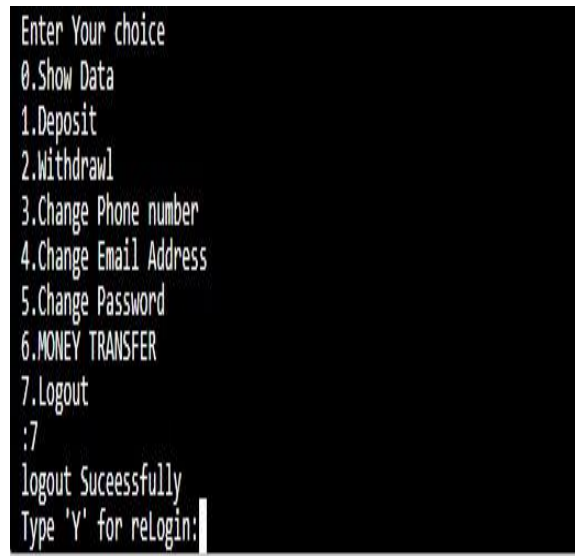 Enter Your choice
0.Show Data
1.Deposit
2.Withdrawl
3.Change Phone number
4.Change Email Address
5.Change Password
6.MONEY TRANSFER
7.Logout
:7
logout Suceessfully
Type 'Y' for reLogin: